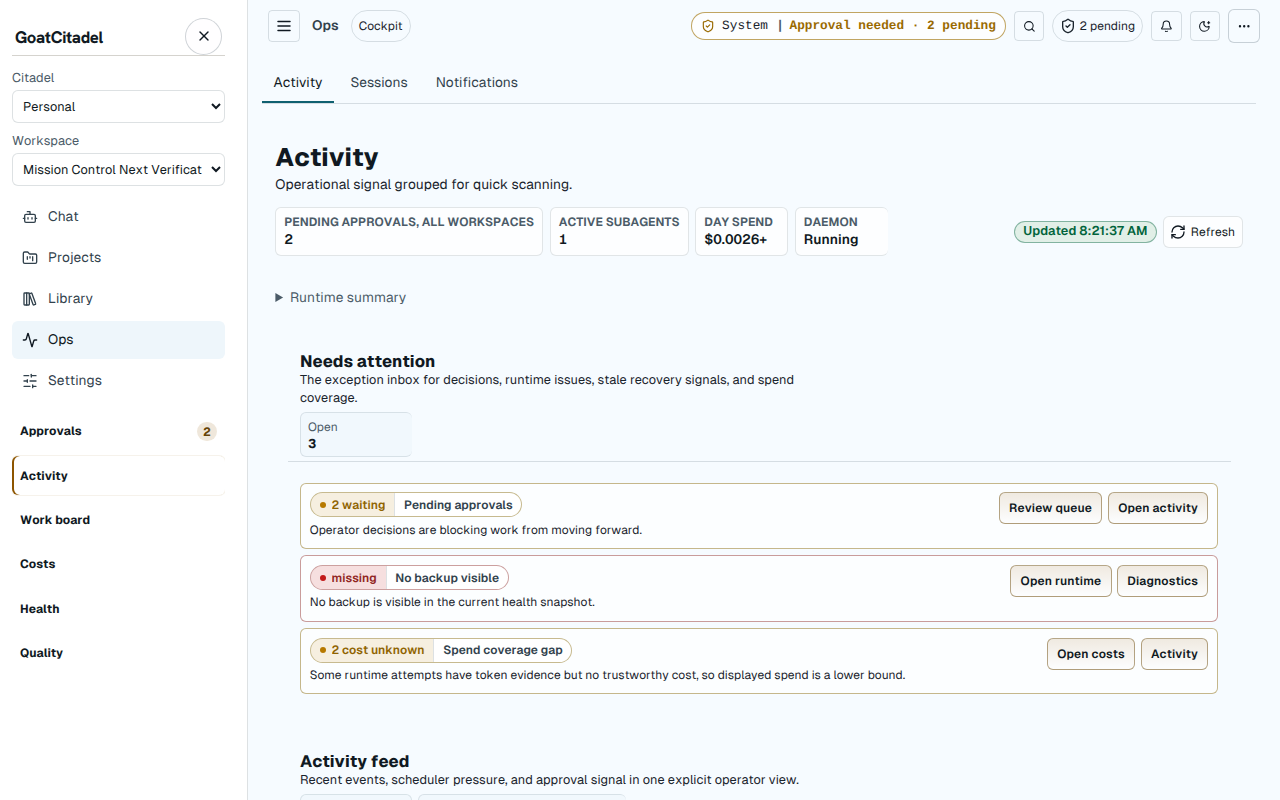 GoatCitadel
Citadel
Personal
Workspace
Mission Control Next Verificat
Chat
Projects
Library
Ops
Settings
Approvals 2
Activity
Work board
Costs
Health
Quality
Ops Cockpit
System | Approval needed · 2 pending
2 pending
Activity Sessions Notifications
Activity
Operational signal grouped for quick scanning.
PENDING APPROVALS, ALL WORKSPACES
2
ACTIVE SUBAGENTS
1
DAY SPEND
$0.0026+
DAEMON
Running
Updated 8:21:37 AM
Refresh
Runtime summary
Needs attention
The exception inbox for decisions, runtime issues, stale recovery signals, and spend
coverage.
Open
3
2 waiting Pending approvals
Operator decisions are blocking work from moving forward.
Review queue Open activity
missing No backup visible
No backup is visible in the current health snapshot.
Open runtime Diagnostics
2 cost unknown Spend coverage gap
Some runtime attempts have token evidence but no trustworthy cost, so displayed spend is a lower bound.
Open costs Activity
Activity feed
Recent events, scheduler pressure, and approval signal in one explicit operator view.